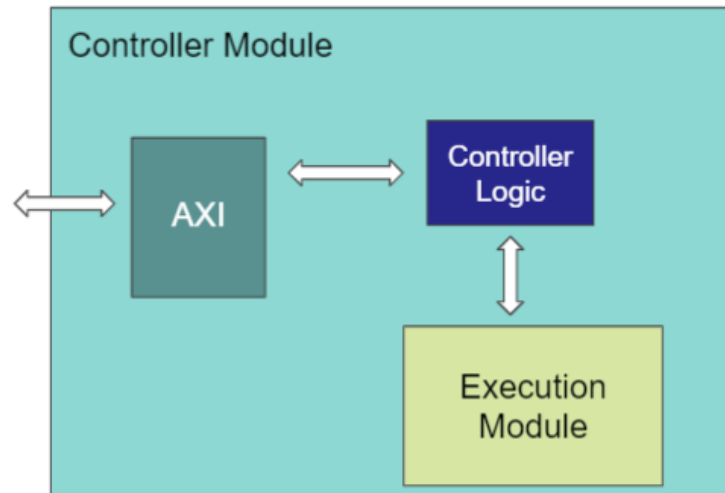 Controller Module
AXI
Controller
Logic
Execution
Module